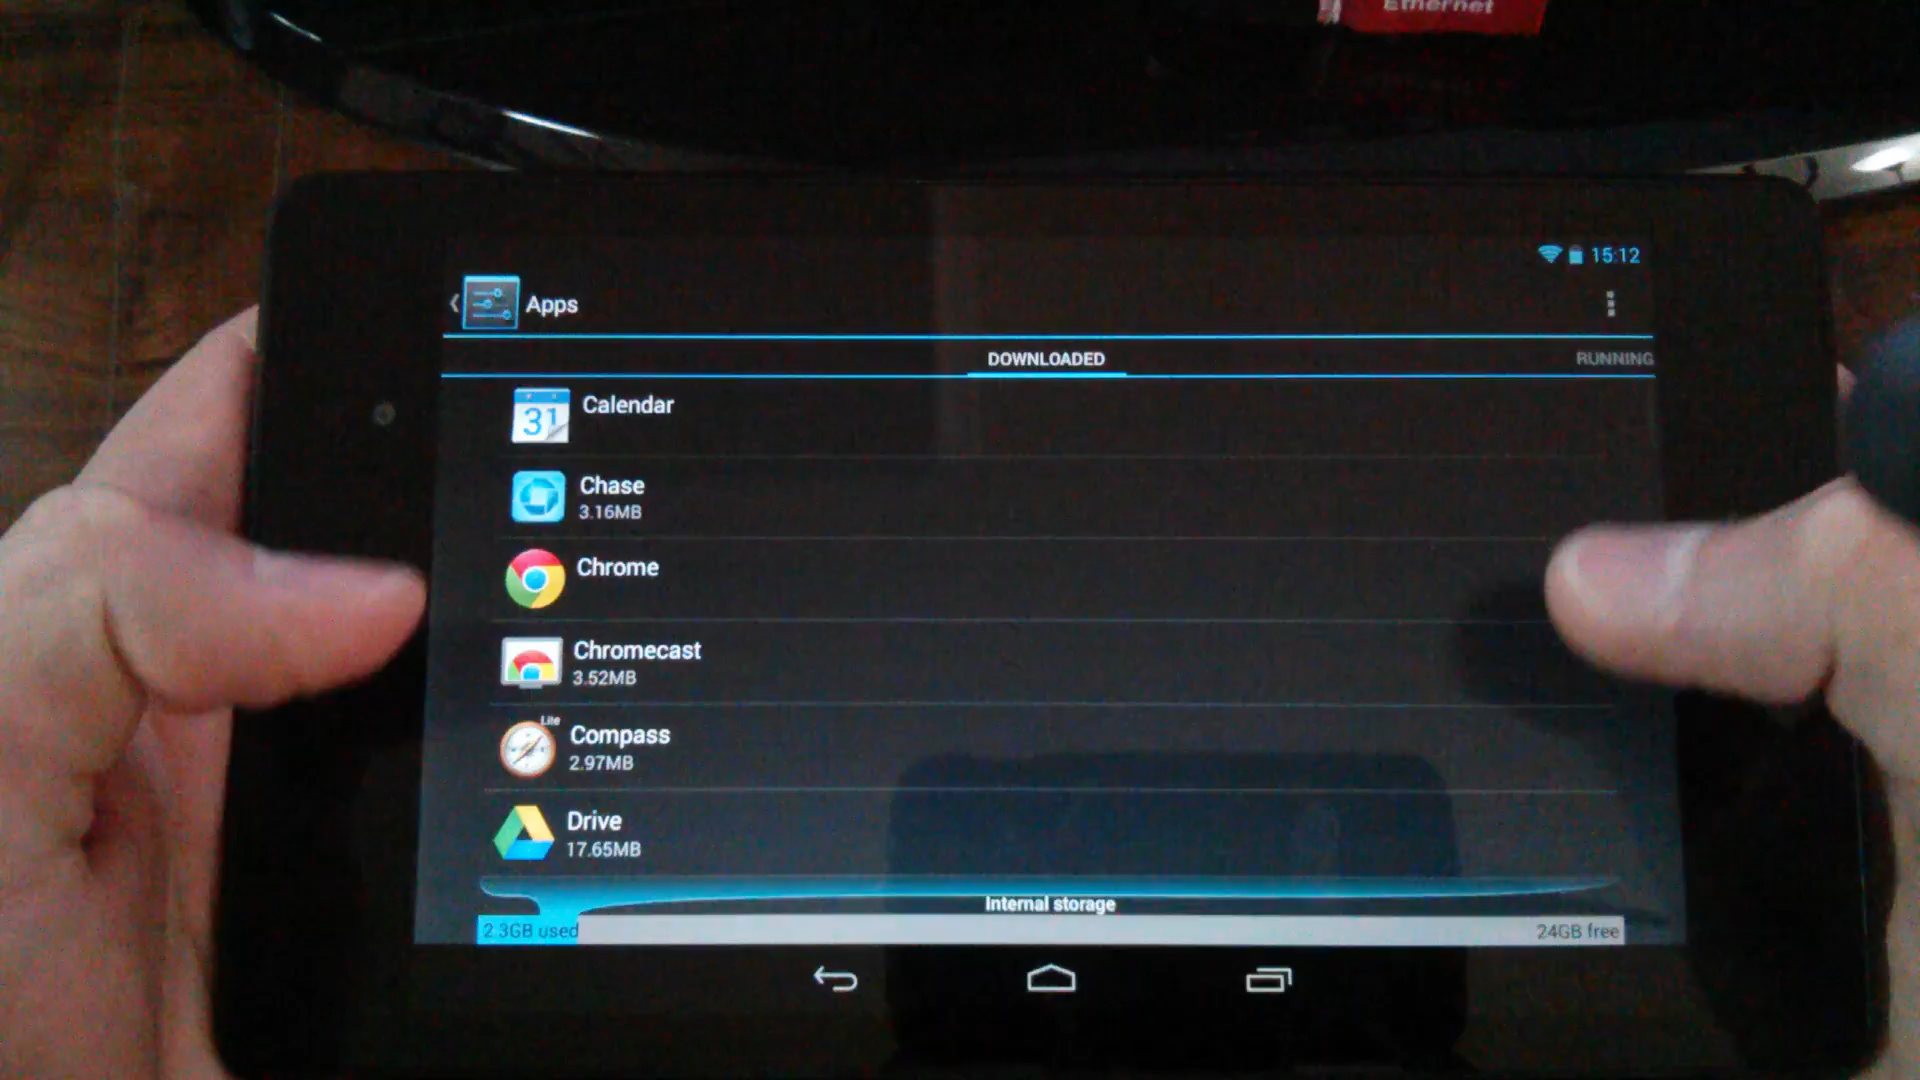 Ethernet
15:12
Apps
DOWNLOADED
RUNNING
31
Calendar
Chase
3.16MB
Chrome
Chromecast
3.52MB
Lite
Compass
2.97MB
Drive
17.65MB
Internal storage
2.3GB used
24GB free